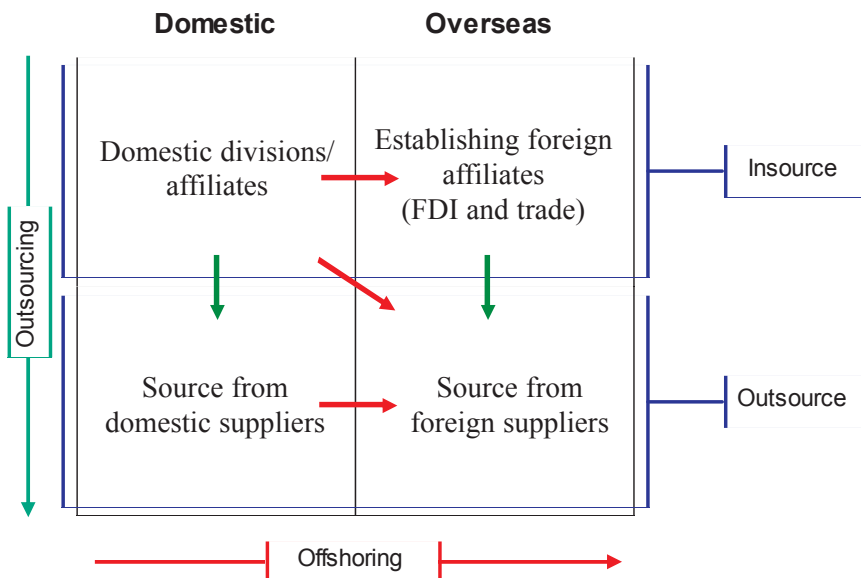 Domestic
Overseas
Domestic divisions/
affiliates
Establishing foreign
affiliates
(FDI and trade)
Insource
Outsourcing
Source from
domestic suppliers
Source from
foreign suppliers
Outsource
Offshoring